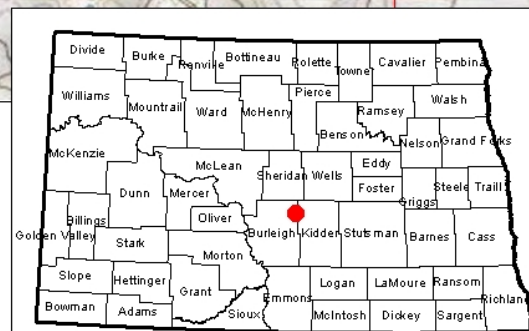 Divide
Burke
Renville
Bottineau
Rolette
Towner
Cavalier
Pembina
Williams
Mountrail
Ward
McHenry
Pierce
Ramsey
Walsh
Benson
Nelson
Grand Forks
McKenzie
McLean
Sheridan
Wells
Eddy
Foster
Griggs
Steele
Traill
Dunn
Mercer
Oliver
Billings
Golden Valley
Stark
Morton
Burleigh
Kidder
Stutsman
Barnes
Cass
Slope
Hettinger
Grant
Emmons
Logan
LaMoure
Ransom
Richland
Bowman
Adams
Sioux
McIntosh
Dickey
Sargent